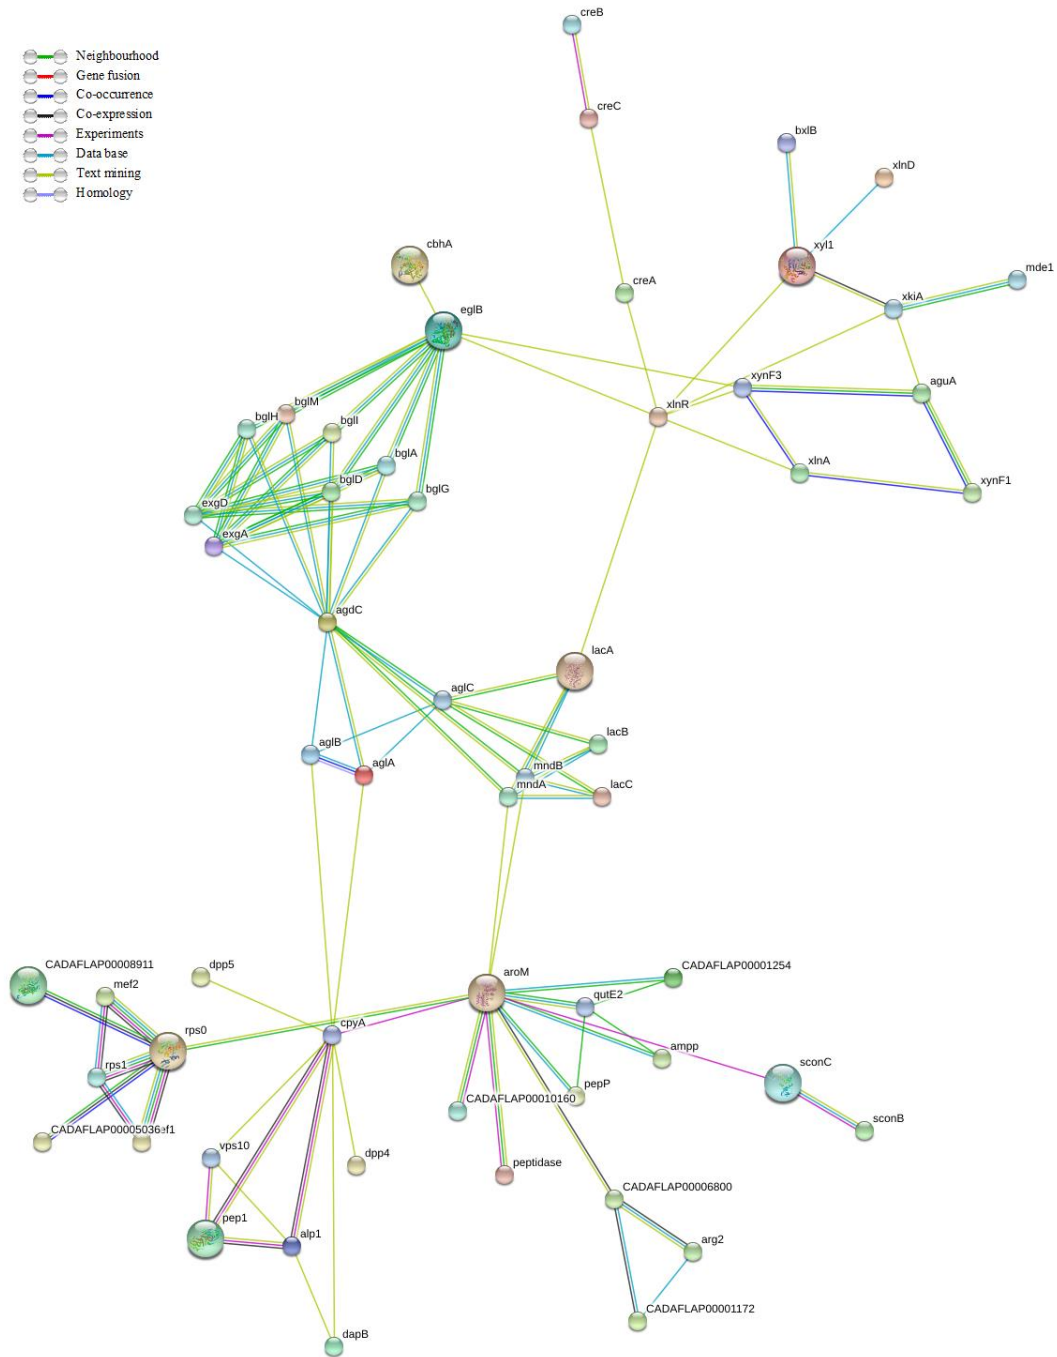 creB
Neighbourhood
Gene fusion
Co-occurrence
Co-expression
Experiments
Data base
Text mining
Homology
creC
bxlB
xlnD
cbhA
xyl1
mde1
creA
xkiA
eglB
xynF3
aguA
bglM
bglH
bglI
xlnR
bglA
xlnA
bglD
xynF1
bglG
exgD
exgA
agdC
lacA
aglC
lacB
aglB
mndB
aglA
mndA
lacC
CADAFLAP00008911
dpp5
aroM
CADAFLAP00001254
mef2
qutE2
cpyA
rps0
ampp
rps1
sconC
pepP
CADAFLAP00010160
sconB
CADAFLAP00005036
ef1
vps10
dpp4
peptidase
CADAFLAP00006800
pep1
alp1
arg2
CADAFLAP00001172
dapB